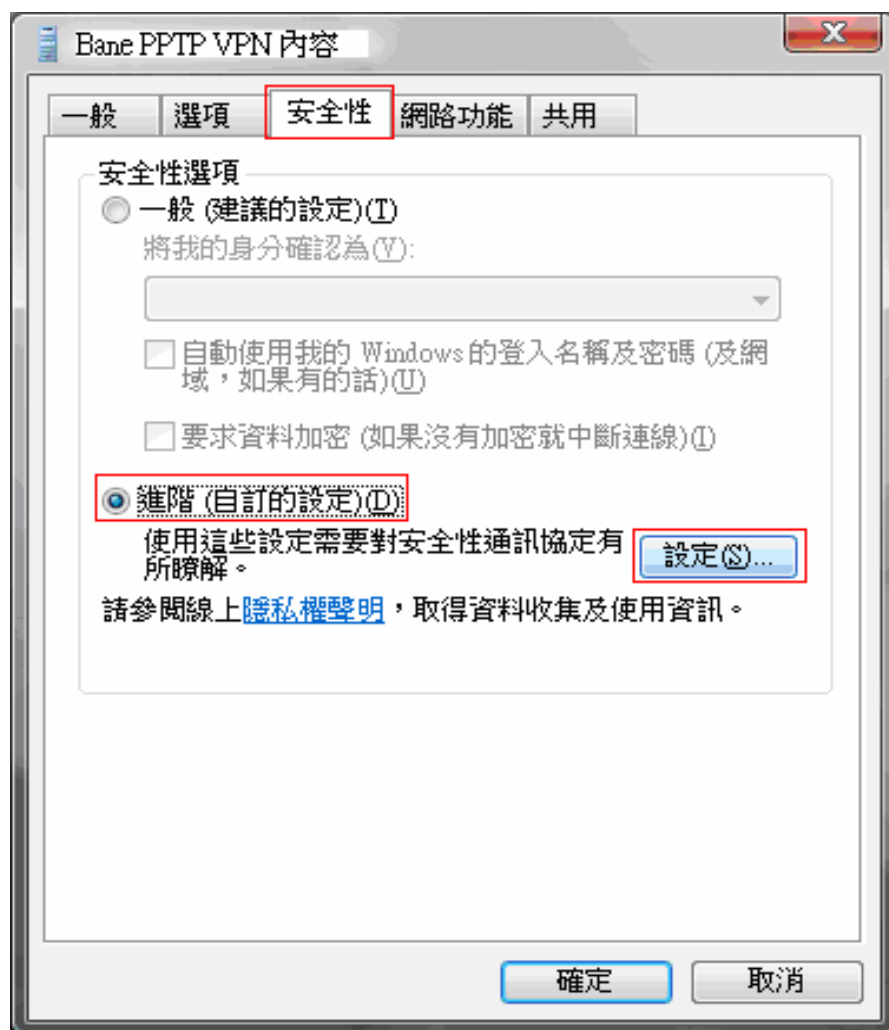 Bane PPTP VPN 內容
一般 選項 安全性 網路功能 共用
安全性選項
一般 (建議的設定)(T)
將我的身分確認為(V):
自動使用我的 Windows 的登入名稱及密碼 (及網
域，如果有的話)(U)
要求資料加密 (如果沒有加密就中斷連線)(I)
進階 (自訂的設定)(D)
使用這些設定需要對安全性通訊協定有
所瞭解。
設定(S)...
請參閱線上隱私權聲明，取得資料收集及使用資訊。
確定 取消